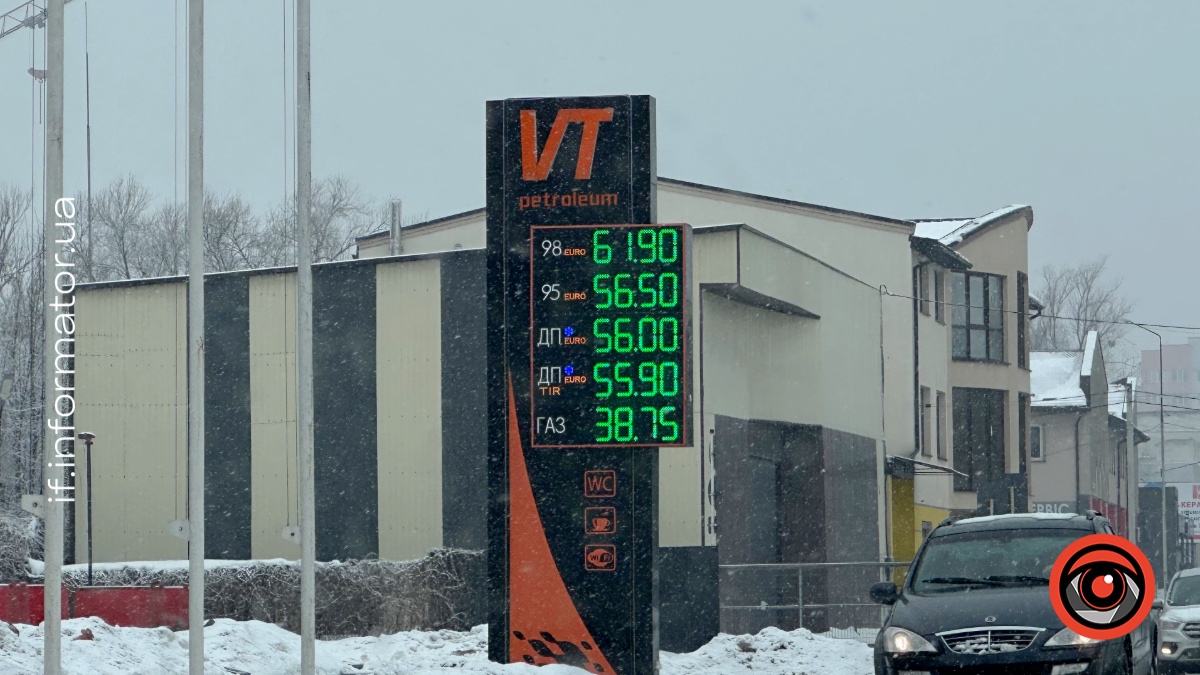 if.informator.ua
VT
petroleum
98 EURO 61.90
95 EURO 56.50
ДП EURO 56.00
ДП EURO 55.90
TIR
ГАЗ 38.75
WC
WiFi